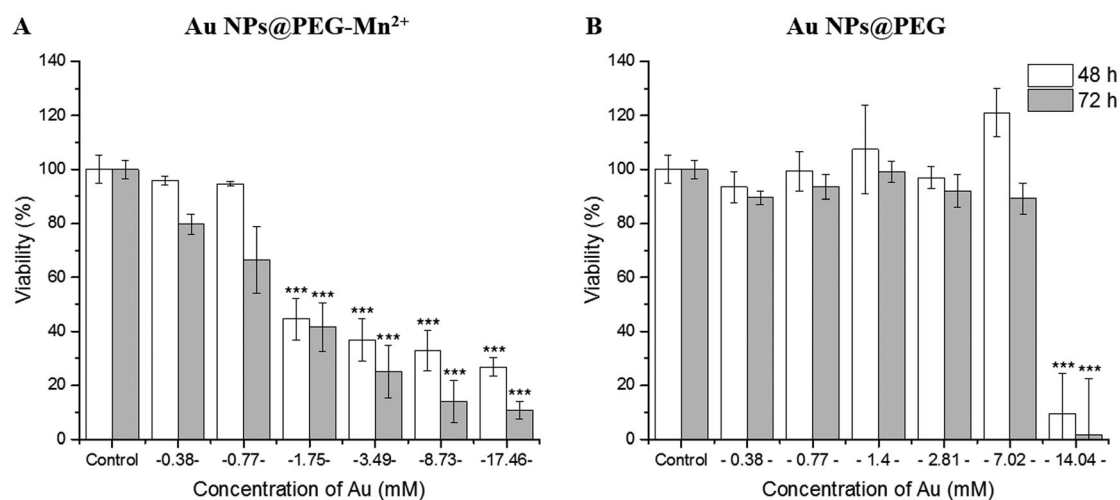 A
Au NPs@PEG-Mn²⁺
140
120
100
80
60
40
20
0
Viability (%)
***
***
***
***
***
***
***
***
Control
-0.38-
-0.77-
-1.75-
-3.49-
-8.73-
-17.46-
Concentration of Au (mM)
B
Au NPs@PEG
48 h
72 h
140
120
100
80
60
40
20
0
Viability (%)
***
***
Control
- 0.38 -
- 0.77 -
- 1.4 -
- 2.81 -
- 7.02 -
- 14.04 -
Concentration of Au (mM)